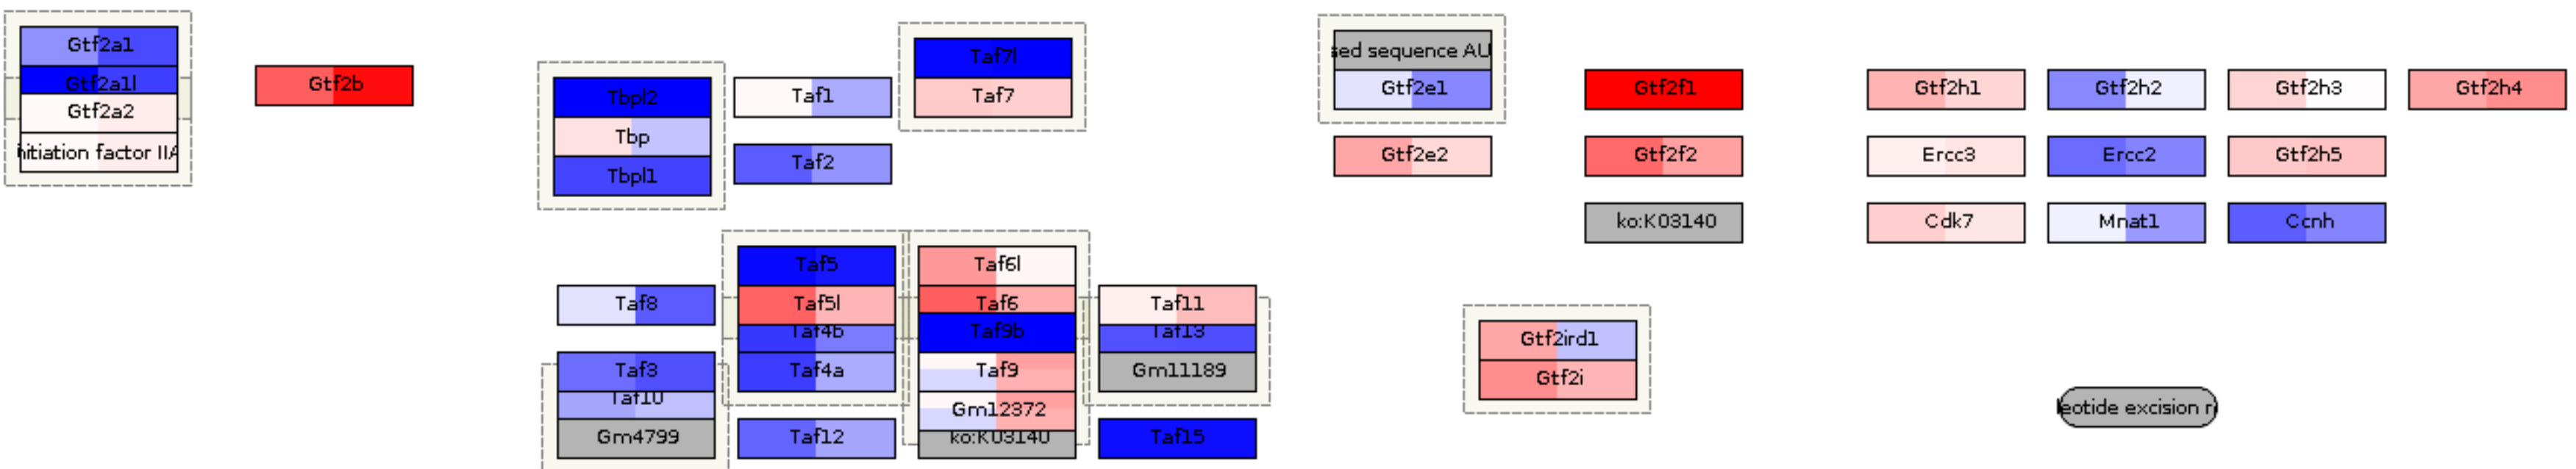 Gtf2a1
Gtf2a1l
Gtf2a2
nitiation factor IIA
Gtf2b
Tbpl2
Tbp
Tbpl1
Taf1
Taf2
Taf7l
Taf7
sed sequence AU
Gtf2e1
Gtf2e2
Gtf2f1
Gtf2f2
ko:K03140
Gtf2h1
Gtf2h2
Gtf2h3
Gtf2h4
Ercc3
Ercc2
Gtf2h5
Cdk7
Mnat1
Ccnh
Taf8
Taf3
Taf10
Gm4799
Taf5
Taf5l
Taf4b
Taf4a
Taf12
Taf6l
Taf6
Taf9b
Taf9
Gm12372
ko:K03140
Taf11
Taf13
Gm11189
Taf15
Gtf2ird1
Gtf2i
eotide excision r